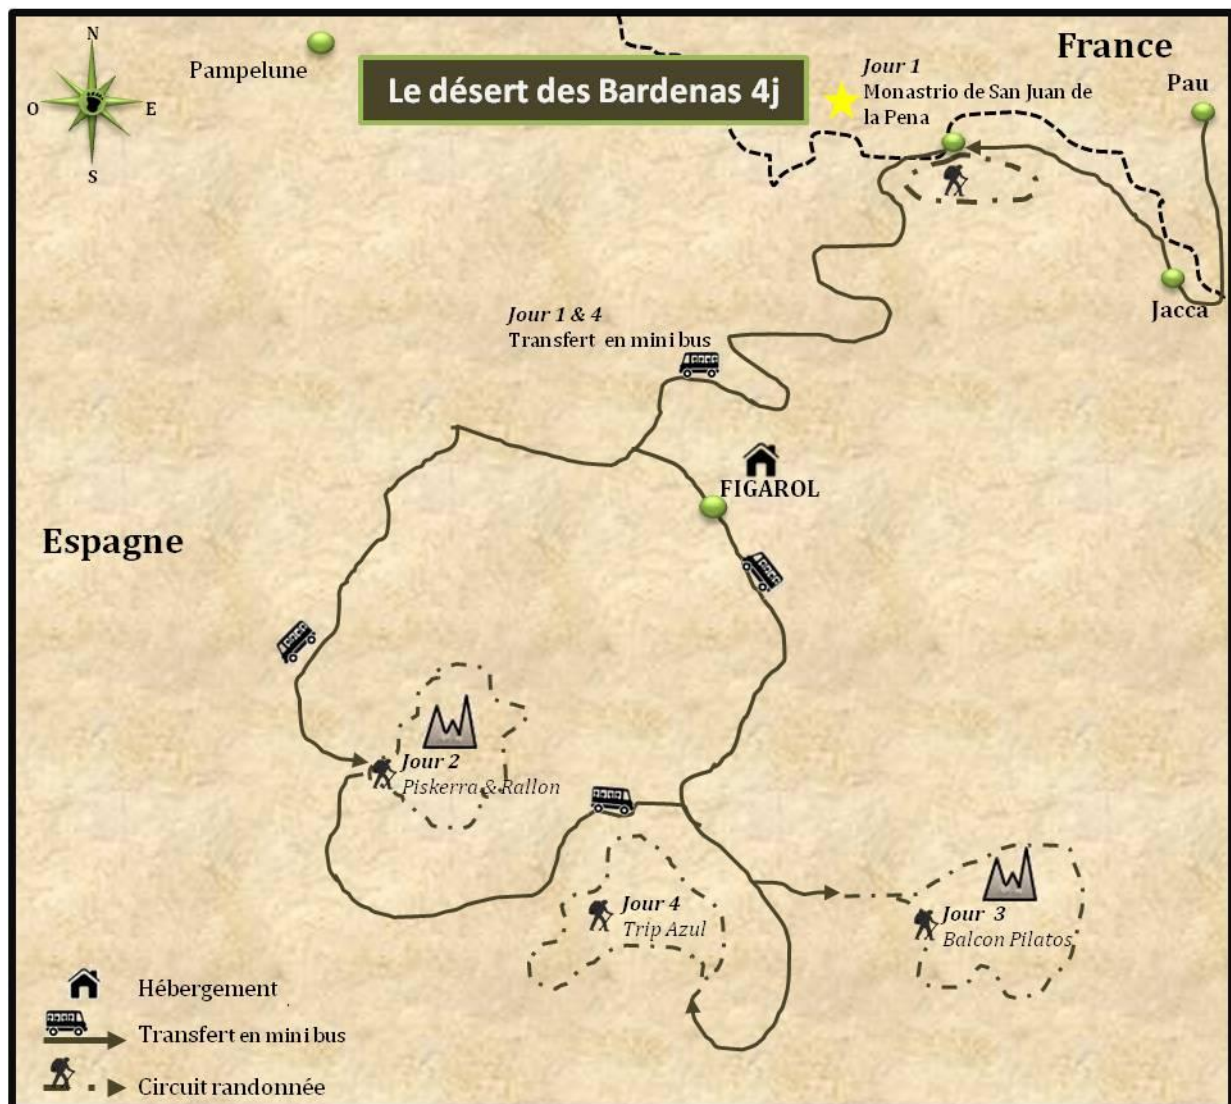 N
O
E
S
Pampelune
Le désert des Bardenas 4j
France
Jour 1
Monastrio de San Juan de
la Pena
Pau
Jacca
Jour 1 & 4
Transfert en mini bus
FIGAROL
Espagne
Jour 2
Piskerra & Rallon
Jour 4
Trip Azul
Jour 3
Balcon Pilatos
Hébergement
Transfert en mini bus
Circuit randonnée